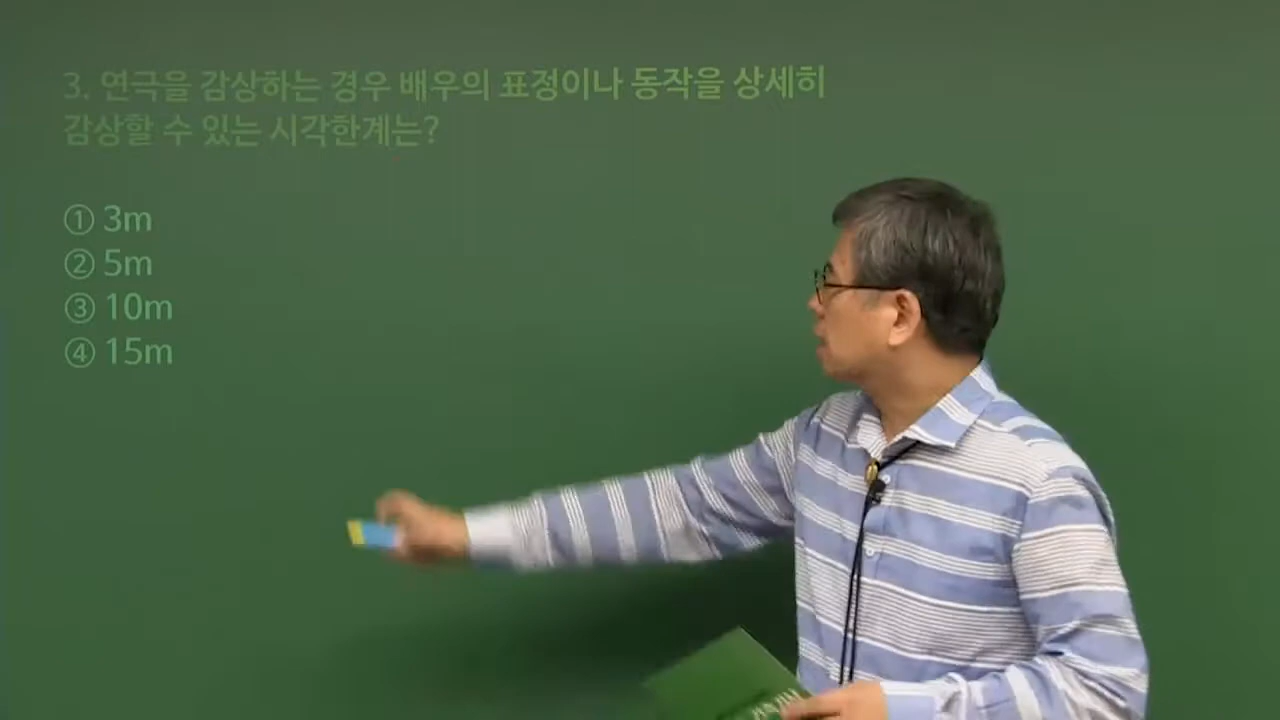 3. 연극을 감상하는 경우 배우의 표정이나 동작을 상세히
감상할 수 있는 시각한계는?
① 3m
② 5m
③ 10m
④ 15m